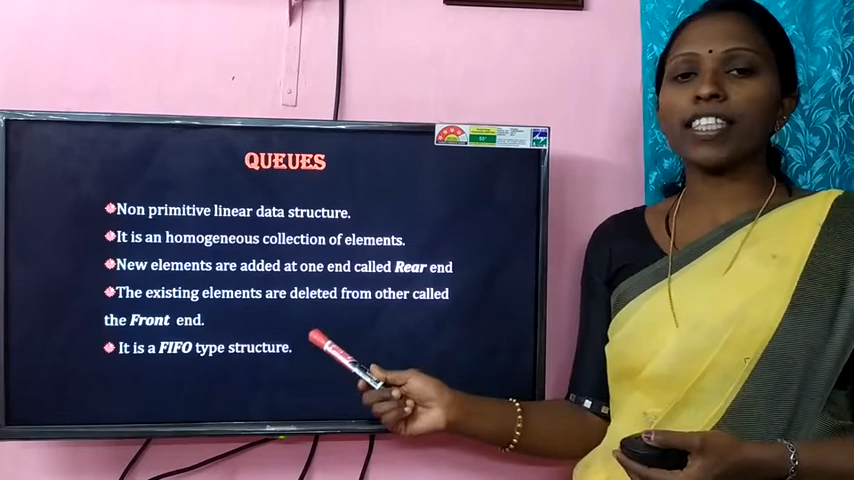 QUEUES
Non primitive linear data structure.
It is an homogeneous collection of elements.
New elements are added at one end called Rear end
The existing elements are deleted from other called
the Front end.
It is a FIFO type structure.
55"